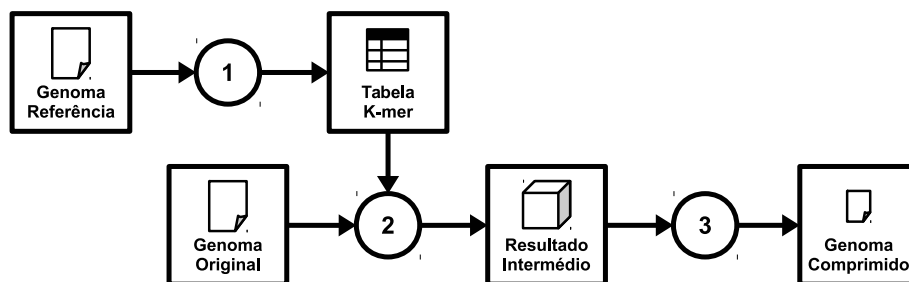 1
Genoma
Referência
Tabela
K-mer
2
3
Genoma
Original
Resultado
Intermédio
Genoma
Comprimido